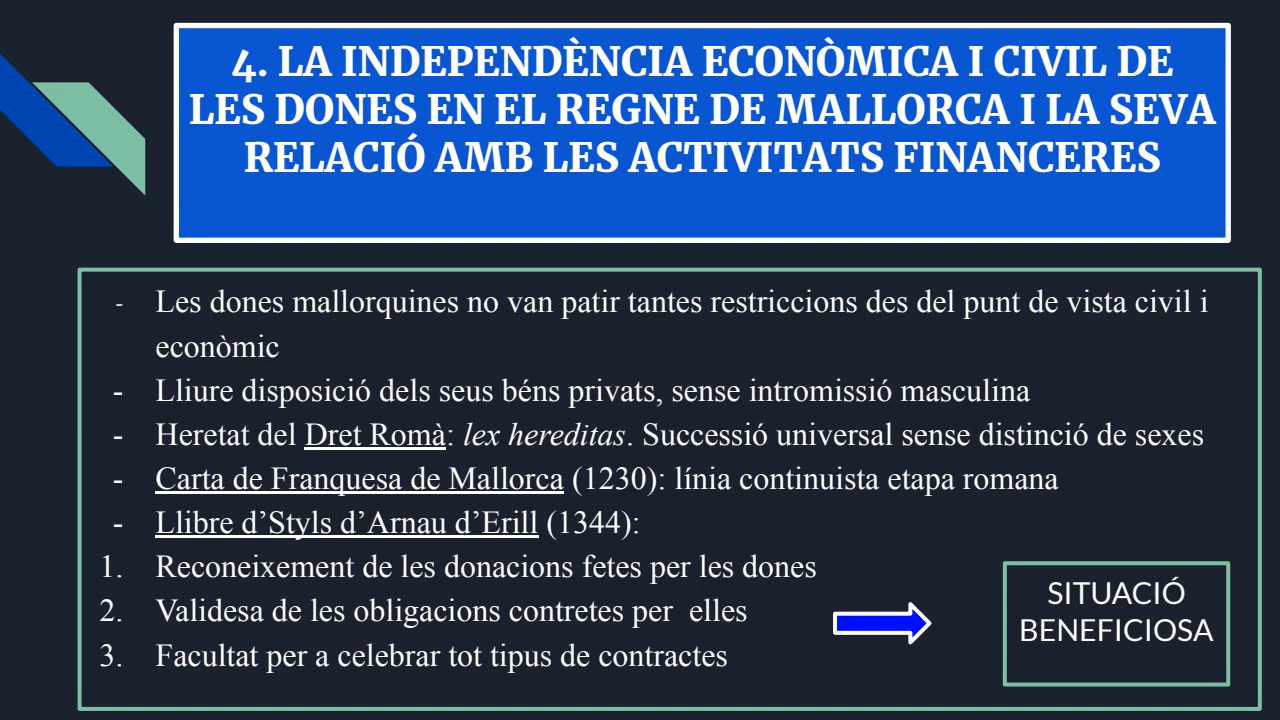 4. LA INDEPENDÈNCIA ECONÒMICA I CIVIL DE
LES DONES EN EL REGNE DE MALLORCA I LA SEVA
RELACIÓ AMB LES ACTIVITATS FINANCERES
- Les dones mallorquines no van patir tantes restriccions des del punt de vista civil i
econòmic
- Lliure disposició dels seus béns privats, sense intromissió masculina
- Heretat del Dret Romà: lex hereditas. Successió universal sense distinció de sexes
- Carta de Franquesa de Mallorca (1230): línia continuista etapa romana
- Llibre d’Styls d’Arnau d’Erill (1344):
1. Reconeixement de les donacions fetes per les dones
2. Validesa de les obligacions contretes per  elles
3. Facultat per a celebrar tot tipus de contractes
SITUACIÓ
BENEFICIOSA